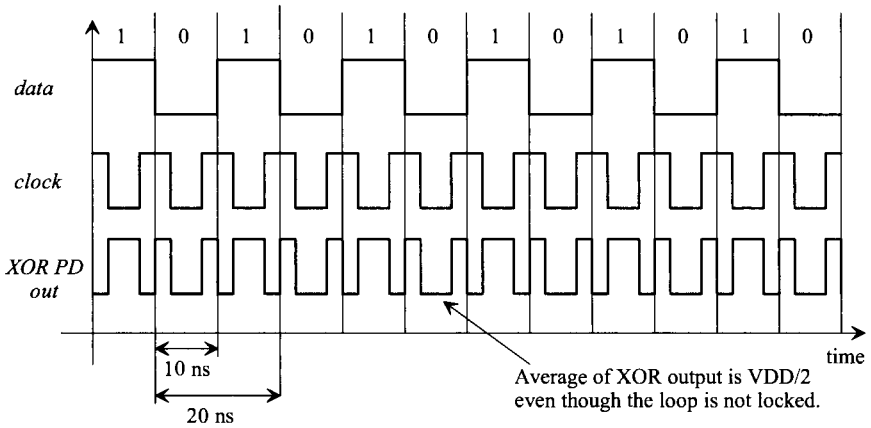 1 0 1 0 1 0 1 0 1 0 1 0
data
clock
XOR PD
out
time
10 ns
20 ns
Average of XOR output is VDD/2
even though the loop is not locked.